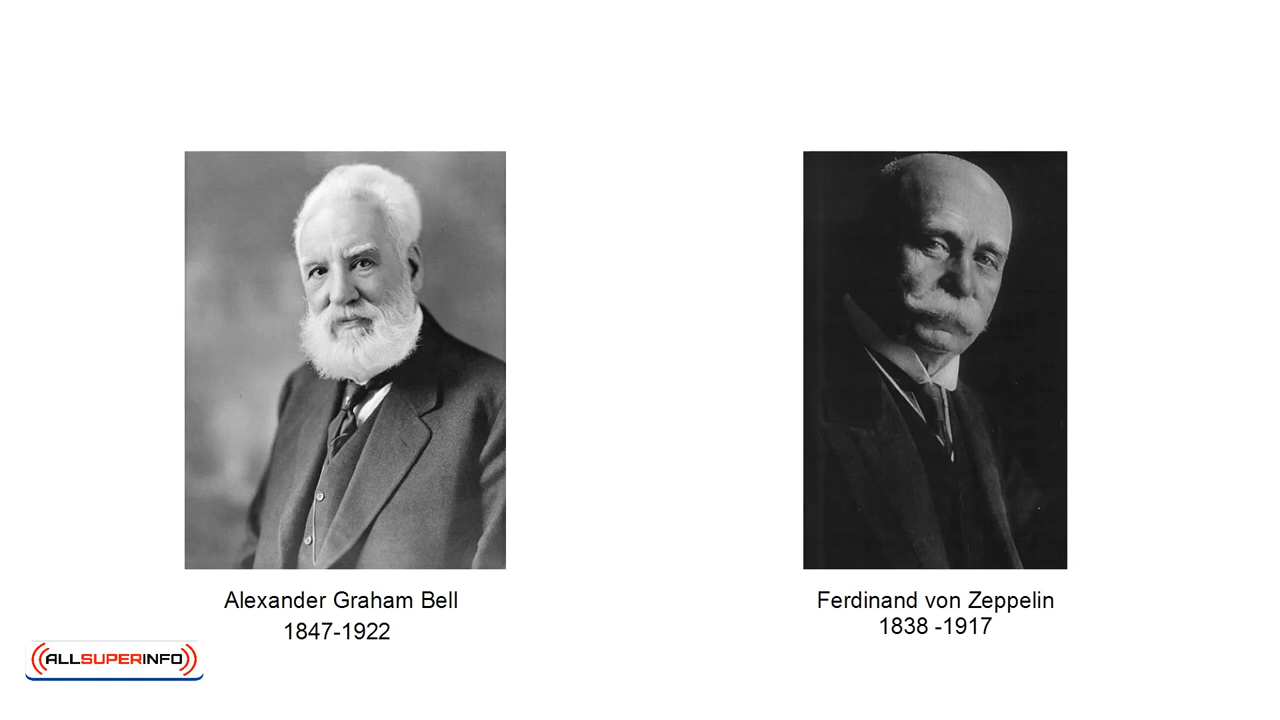 Alexander Graham Bell
1847-1922
Ferdinand von Zeppelin
1838 -1917
ALLSUPERINFO